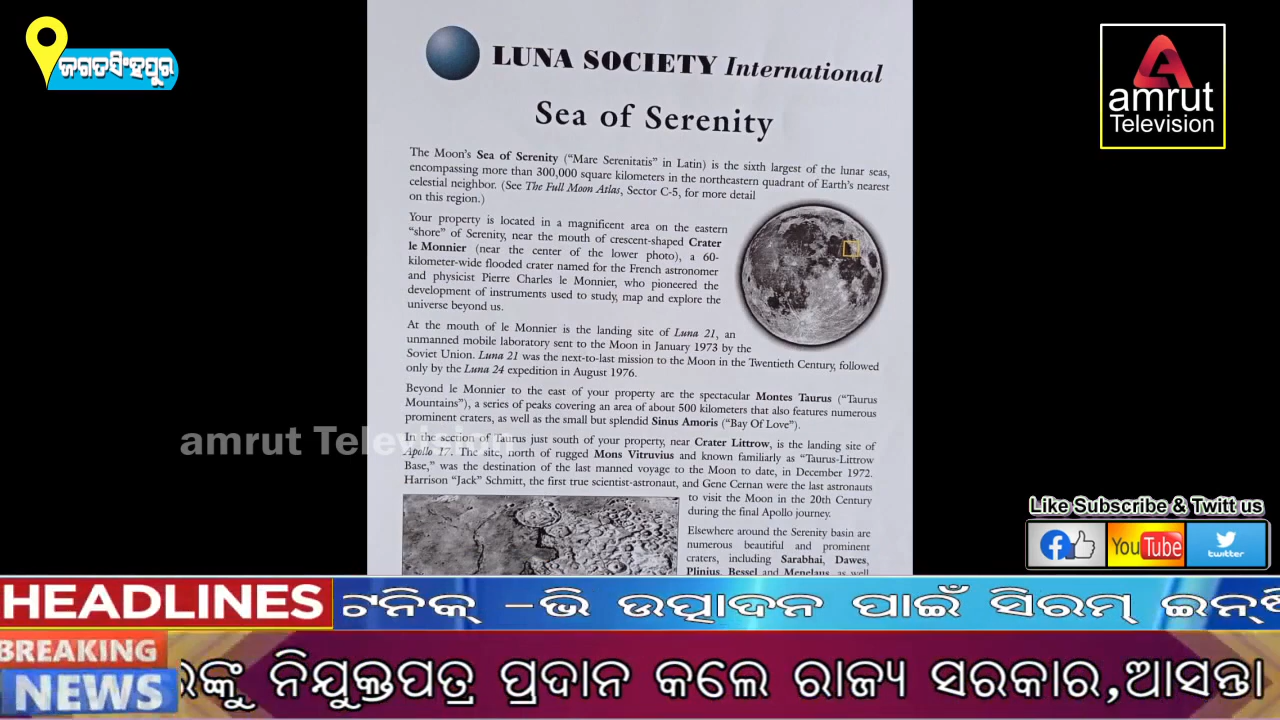 ଜଗତସିଂହପୁର
amrut
Television
LUNA SOCIETY International
Sea of Serenity
The Moon's Sea of Serenity ("Mare Serenitatis" in Latin) is the sixth largest of the lunar seas,
encompassing more than 300,000 square kilometers in the northeastern quadrant of Earth's nearest
celestial neighbor. (See The Full Moon Atlas, Sector C-5, for more detail
on this region.)
Your property is located in a magnificent area on the eastern
"shore" of Serenity, near the mouth of crescent-shaped Crater
le Monnier (near the center of the lower photo), a 60-
kilometer-wide flooded crater named for the French astronomer
and physicist Pierre Charles le Monnier, who pioneered the
development of instruments used to study, map and explore the
universe beyond us.
At the mouth of le Monnier is the landing site of Luna 21, an
unmanned mobile laboratory sent to the Moon in January 1973 by the
Soviet Union. Luna 21 was the next-to-last mission to the Moon in the Twentieth Century, followed
only by the Luna 24 expedition in August 1976.
Beyond le Monnier to the east of your property are the spectacular Montes Taurus ("Taurus
Mountains"), a series of peaks covering an area of about 500 kilometers that also features numerous
prominent craters, as well as the small but splendid Sinus Amoris ("Bay Of Love").
amrut Television
In the section of Taurus just south of your property, near Crater Littrow, is the landing site of
Apollo 17. The site, north of rugged Mons Vitruvius and known familiarly as "Taurus-Littrow
Base," was the destination of the last manned voyage to the Moon to date, in December 1972.
Harrison "Jack" Schmitt, the first true scientist-astronaut, and Gene Cernan were the last astronauts
to visit the Moon in the 20th Century
during the final Apollo journey.
Elsewhere around the Serenity basin are
numerous beautiful and prominent
craters, including Sarabhai, Dawes,
Plinius, Bessel and Menelaus, as well
Like Subscribe & Twitt us
YouTube
twitter
HEADLINES
ଟନିକ୍ –ଭି ଉତ୍ପାଦନ ପାଇଁ ସିରମ୍
BREAKING
NEWS
ନିଯୁକ୍ତପତ୍ର ପ୍ରଦାନ କଲେ ରାଜ୍ୟ ସରକାର,ଆସନ୍ତା